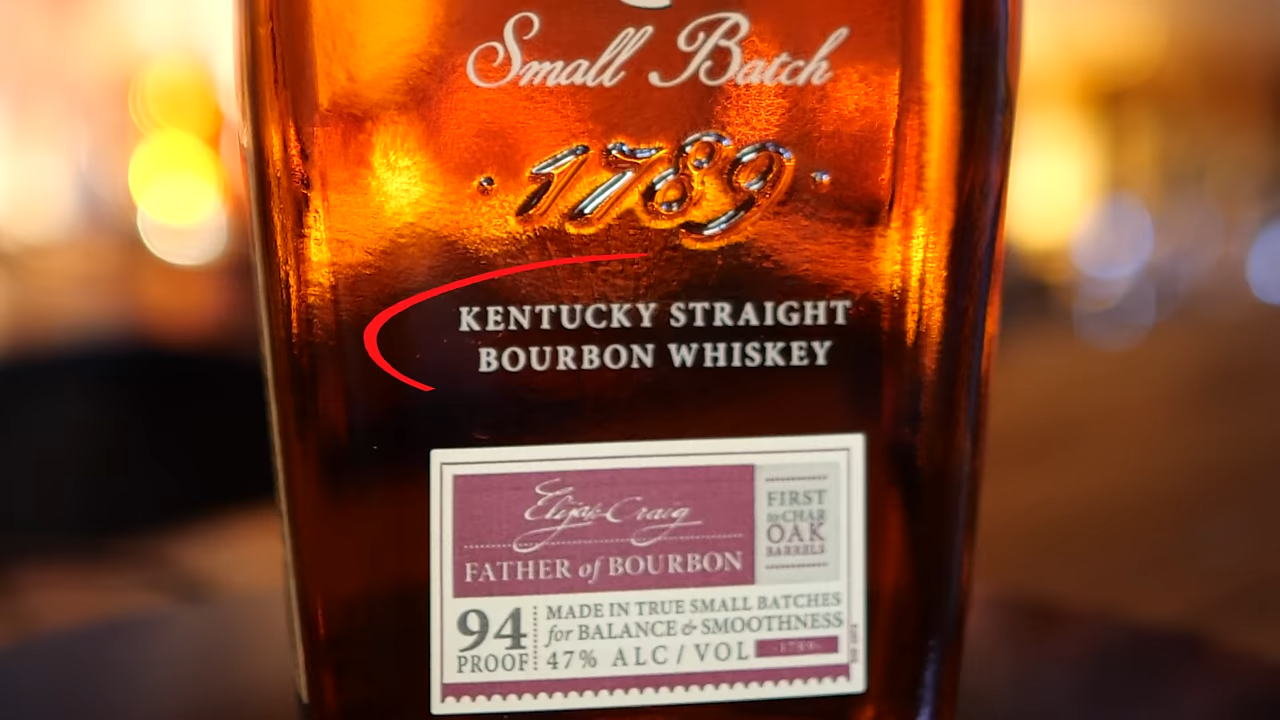 Small Batch
1789
KENTUCKY STRAIGHT
BOURBON WHISKEY
Elijah Craig
FATHER of BOURBON
FIRST
to CHAR
OAK
BARRELS
94
PROOF
MADE IN TRUE SMALL BATCHES
for BALANCE & SMOOTHNESS
47% ALC / VOL
-1789-